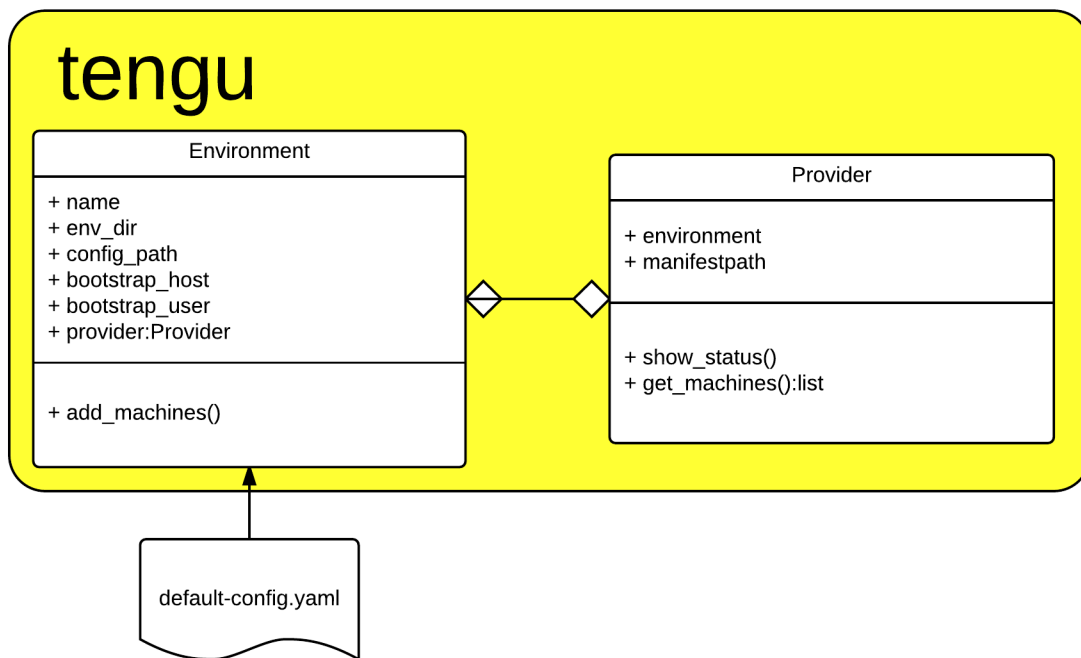 tengu
Environment
+ name
+ env_dir
+ config_path
+ bootstrap_host
+ bootstrap_user
+ provider:Provider
+ add_machines()
Provider
+ environment
+ manifestpath
+ show_status()
+ get_machines():list
default-config.yaml